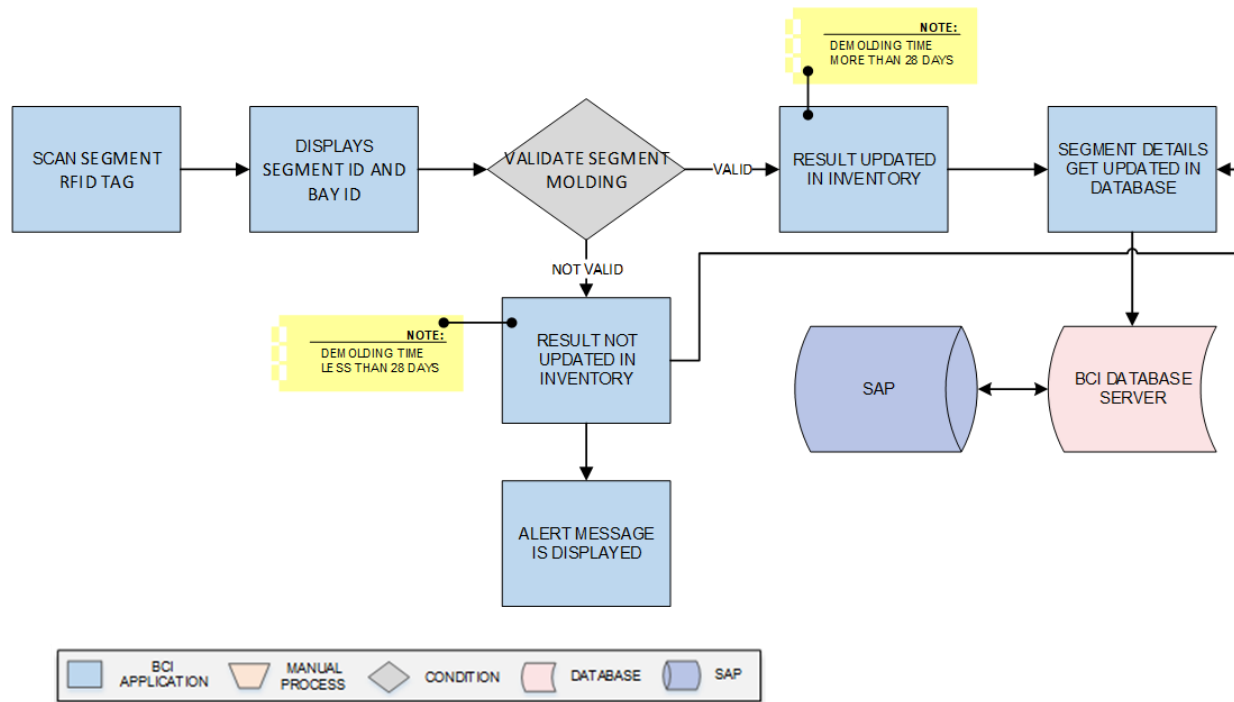 NOTE:
DEMOLDING TIME
MORE THAN 28 DAYS
SCAN SEGMENT
RFID TAG
DISPLAYS
SEGMENT ID AND
BAY ID
VALIDATE SEGMENT
MOLDING
VALID
RESULT UPDATED
IN INVENTORY
SEGMENT DETAILS
GET UPDATED IN
DATABASE
NOT VALID
NOTE:
DEMOLDING TIME
LESS THAN 28 DAYS
RESULT NOT
UPDATED IN
INVENTORY
SAP
BCI DATABASE
SERVER
ALERT MESSAGE
IS DISPLAYED
BCI
APPLICATION
MANUAL
PROCESS
CONDITION
DATABASE
SAP